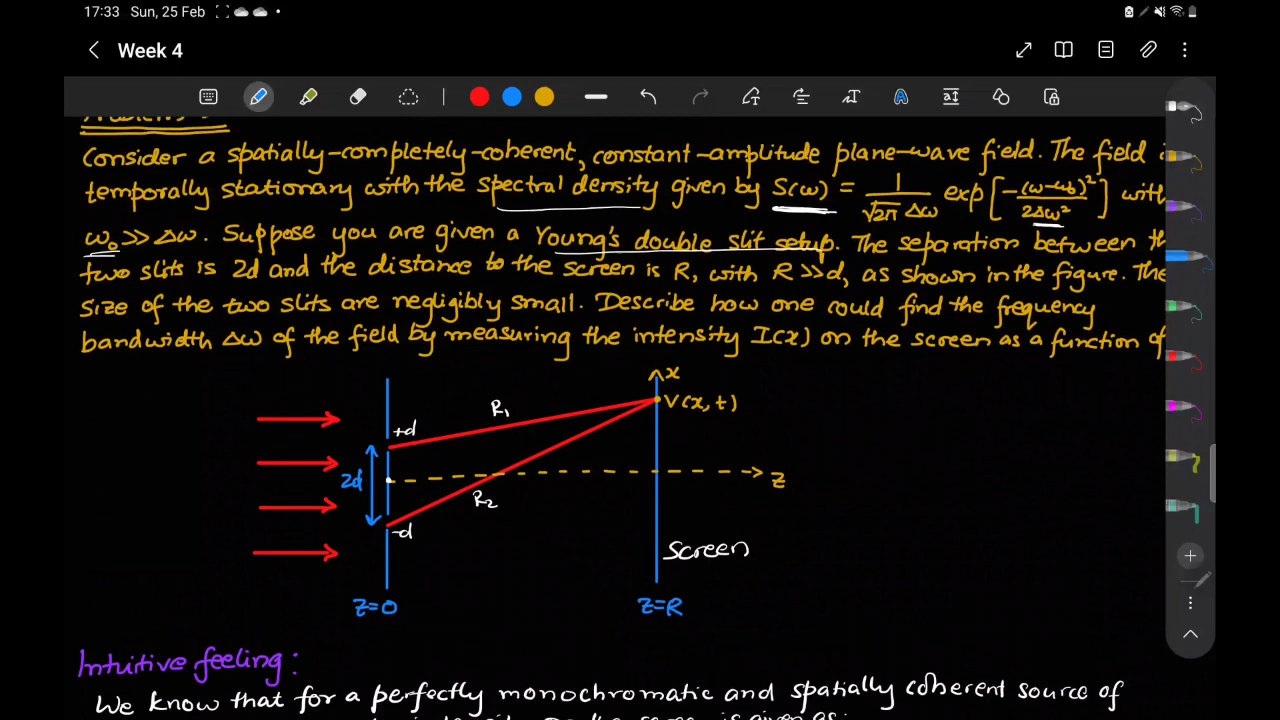 17:33 Sun, 25 Feb
Week 4
Consider a spatially-completely-coherent, constant-amplitude plane-wave field. The field
temporally stationary with the spectral density given by S(ω) = 1/√2π Δω exp[-(ω-ω₀)²/2Δω²] with
ω₀ >> Δω. Suppose you are given a Young's double slit setup. The separation between
two slits is 2d and the distance to the screen is R, with R>>d, as shown in the figure. The
size of the two slits are negligibly small. Describe how one could find the frequency
bandwidth Δω of the field by measuring the intensity I(x) on the screen as a function of
x
R₁
V(x, t)
+d
2d
z
R₂
-d
Screen
z=0
z=R
Intuitive feeling:
We know that for a perfectly monochromatic and spatially coherent source of